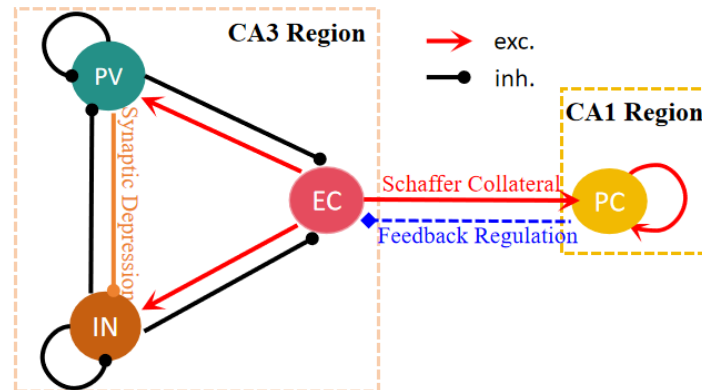 CA3 Region
exc.
inh.
PV
Synaptic Depression
CA1 Region
EC
Schaffer Collateral
PC
Feedback Regulation
IN